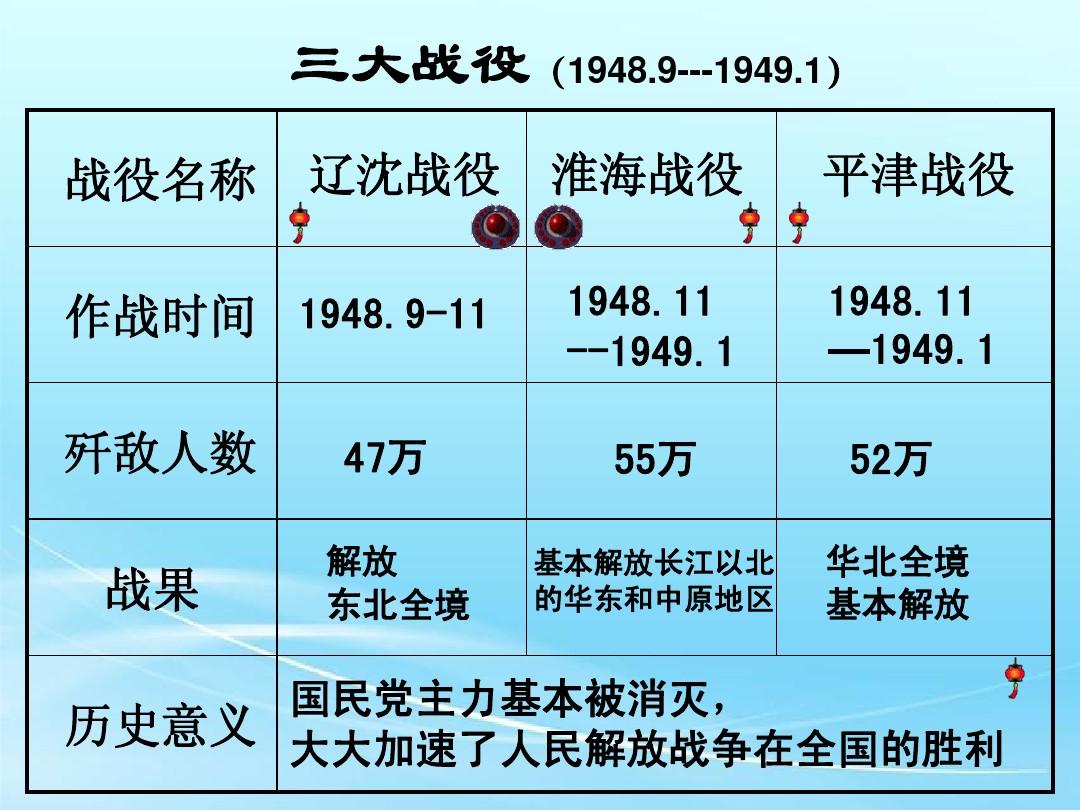 三大战役 (1948.9---1949.1)
战役名称 辽沈战役 淮海战役 平津战役
作战时间 1948.9-11 1948.11 --1949.1 1948.11 —1949.1
歼敌人数 47万 55万 52万
战果
解放
东北全境
基本解放长江以北
的华东和中原地区
华北全境
基本解放
历史意义
国民党主力基本被消灭，
大大加速了人民解放战争在全国的胜利